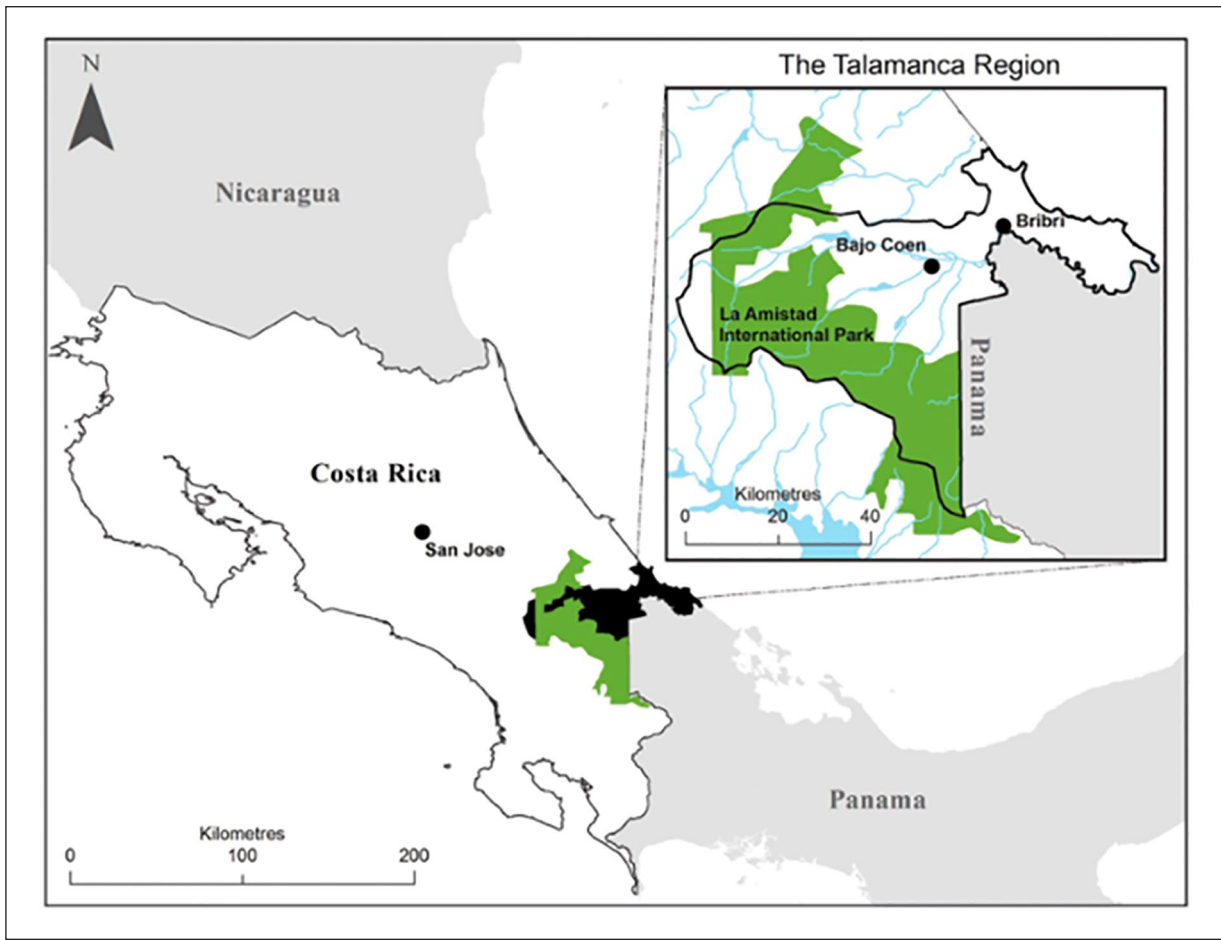 The Talamanca Region
N
Nicaragua
Bribri
Bajo Coen
La Amistad
International Park
Panama
Costa Rica
Kilometres
0 20 40
San Jose
Panama
Kilometres
0 100 200